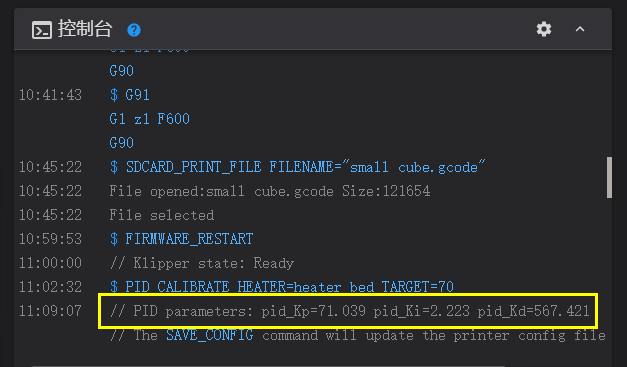 控制台
G1 z1 F600
G90
10:41:43 $ G91
G1 z1 F600
G90
10:45:22 $ SDCARD_PRINT_FILE FILENAME="small cube.gcode"
10:45:22 File opened:small cube.gcode Size:121654
10:45:22 File selected
10:59:53 $ FIRMWARE_RESTART
11:00:00 // Klipper state: Ready
11:02:32 $ PID_CALIBRATE HEATER=heater_bed TARGET=70
11:09:07 // PID parameters: pid_Kp=71.039 pid_Ki=2.223 pid_Kd=567.421
// The SAVE_CONFIG command will update the printer config file